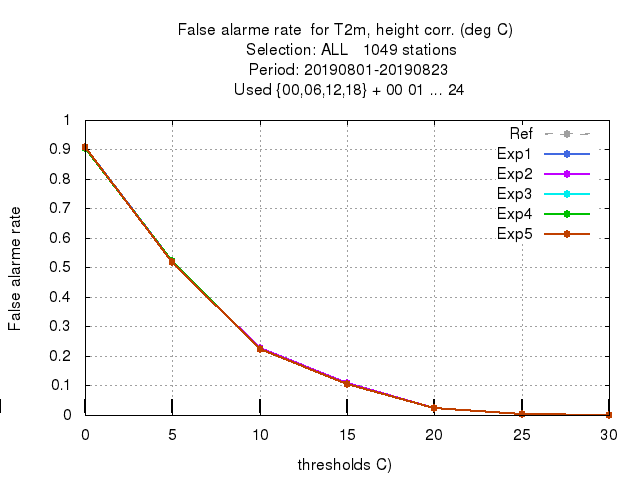 False alarme rate  for T2m, height corr. (deg C)
Selection: ALL   1049 stations
Period: 20190801-20190823
Used {00,06,12,18} + 00 01 ... 24
1
0.9
0.8
0.7
0.6
0.5
0.4
0.3
0.2
0.1
0
False alarme rate
Ref
Exp1
Exp2
Exp3
Exp4
Exp5
0 5 10 15 20 25 30
thresholds C)